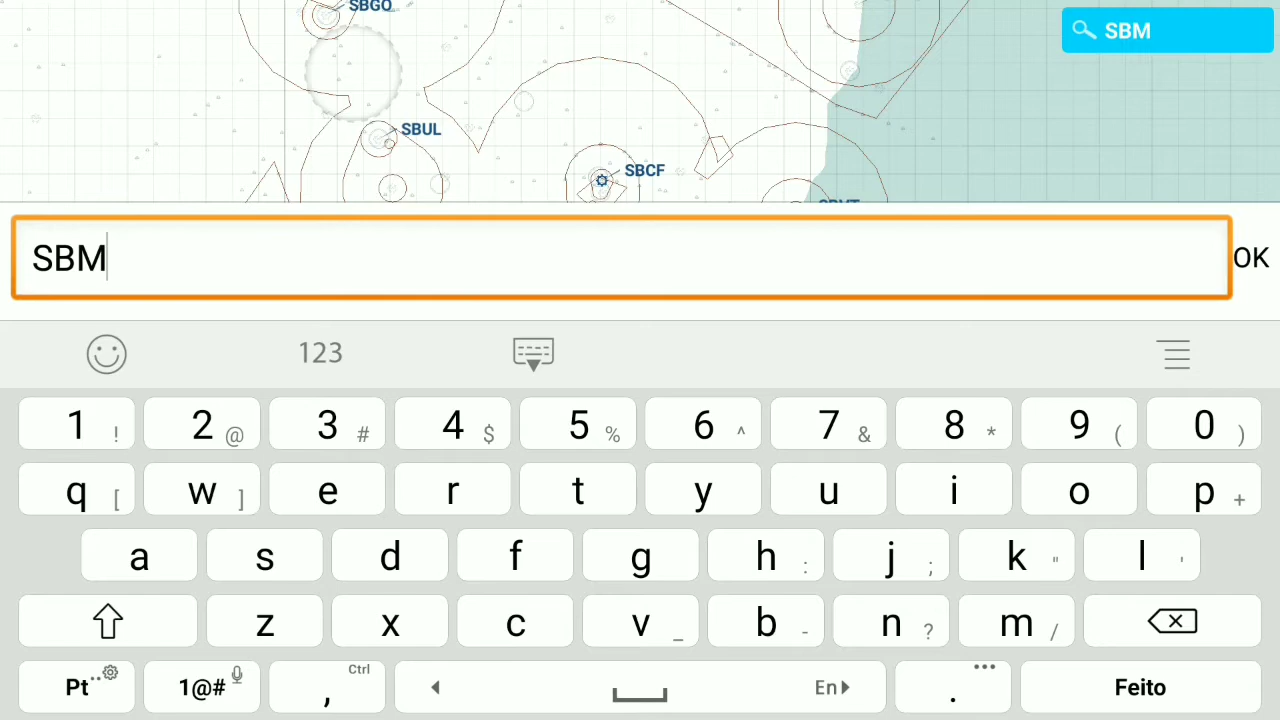 SBGO
SBM
SBUL
SBCF
SBM
OK
123
1 ! 2 @ 3 # 4 $ 5 % 6 ^ 7 & 8 * 9 ( 0 )
q [ w ] e r t y u i o p +
a s d f g h : j ; k " l '
z x c v _ b - n ? m /
Pt 1@# , Ctrl En . ... Feito